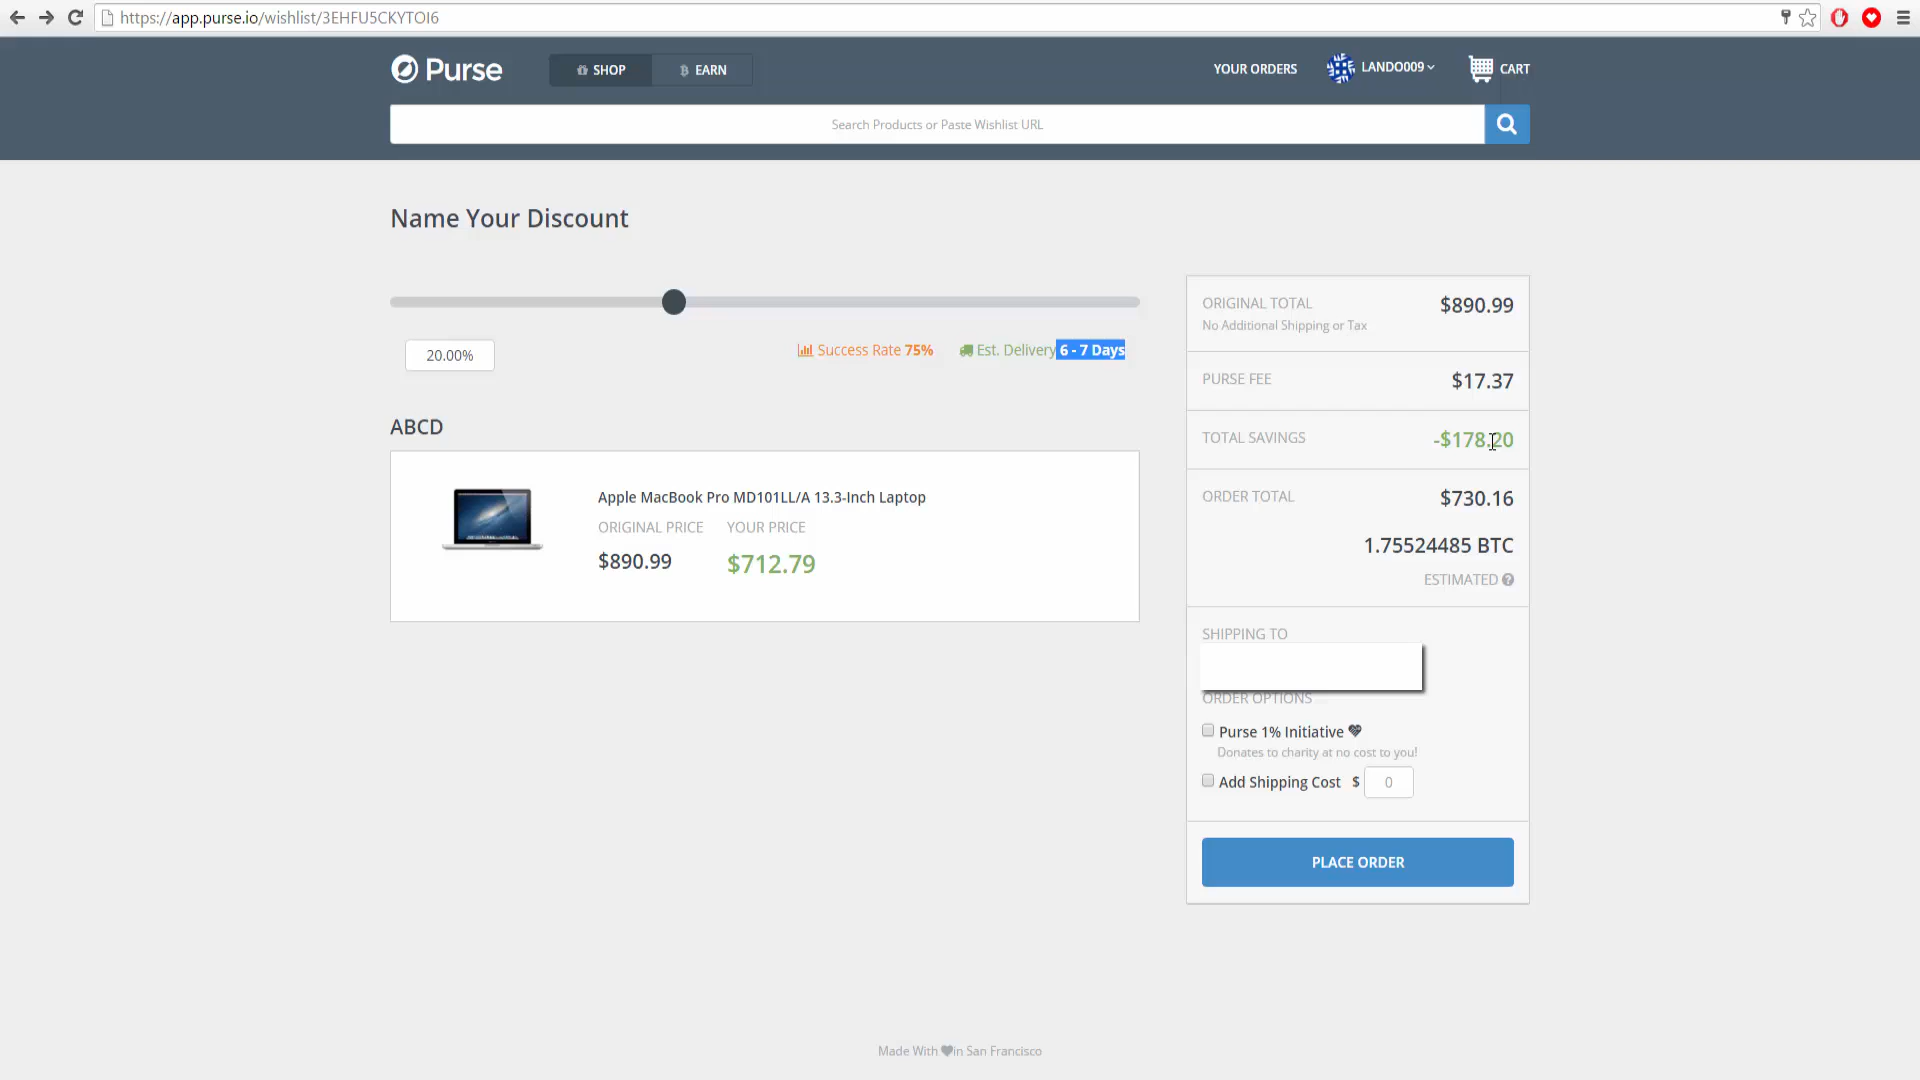 https://app.purse.io/wishlist/3EHFU5CKYTOI6
Purse
SHOP
EARN
YOUR ORDERS
LANDO009
CART
Search Products or Paste Wishlist URL
Name Your Discount
20.00%
Success Rate 75%
Est. Delivery 6 - 7 Days
ABCD
Apple MacBook Pro MD101LL/A 13.3-Inch Laptop
ORIGINAL PRICE YOUR PRICE
$890.99 $712.79
ORIGINAL TOTAL $890.99
No Additional Shipping or Tax
PURSE FEE $17.37
TOTAL SAVINGS -$178.20
ORDER TOTAL $730.16
1.75524485 BTC
ESTIMATED ?
SHIPPING TO
ORDER OPTIONS
Purse 1% Initiative
Donates to charity at no cost to you!
Add Shipping Cost $ 0
PLACE ORDER
Made With in San Francisco